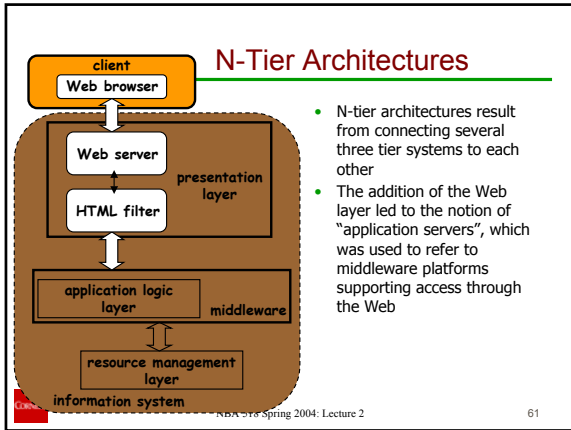 N-Tier Architectures
client
Web browser
Web server
presentation
layer
HTML filter
application logic
layer
middleware
resource management
layer
information system
• N-tier architectures result
from connecting several
three tier systems to each
other
• The addition of the Web
layer led to the notion of
“application servers”, which
was used to refer to
middleware platforms
supporting access through
the Web
NBA 518 Spring 2004: Lecture 2
61